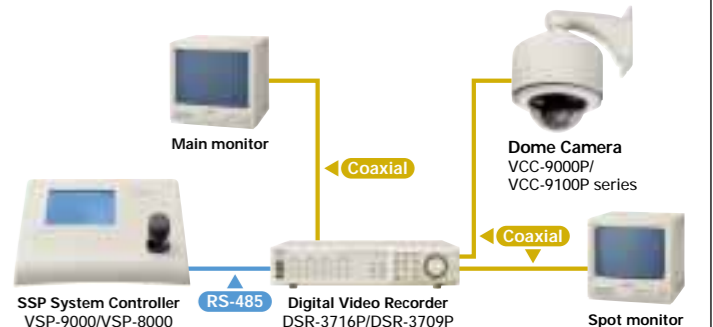 Main monitor
Coaxial
Dome Camera
VCC-9000P/
VCC-9100P series
Coaxial
RS-485
SSP System Controller
VSP-9000/VSP-8000
Digital Video Recorder
DSR-3716P/DSR-3709P
Spot monitor